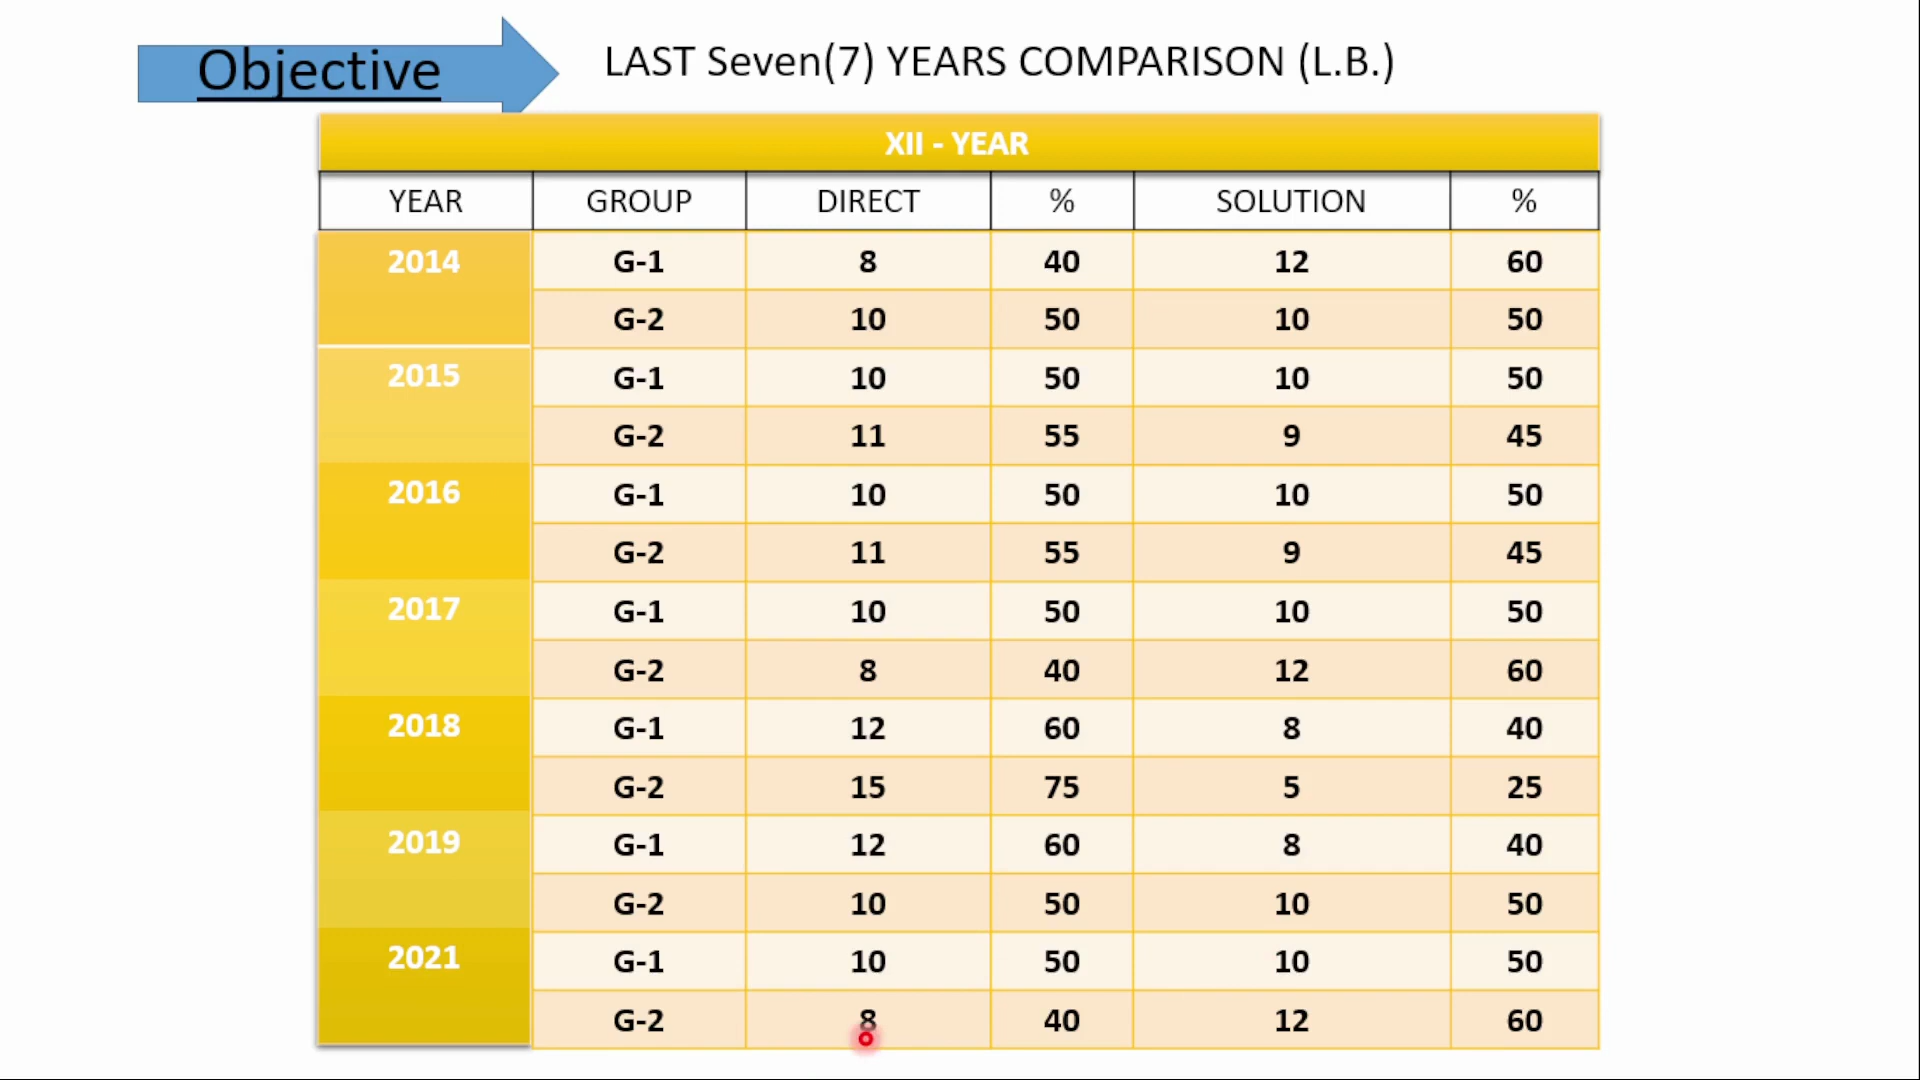 Objective
LAST Seven(7) YEARS COMPARISON (L.B.)
XII - YEAR
YEAR GROUP DIRECT % SOLUTION %
2014 G-1 8 40 12 60
G-2 10 50 10 50
2015 G-1 10 50 10 50
G-2 11 55 9 45
2016 G-1 10 50 10 50
G-2 11 55 9 45
2017 G-1 10 50 10 50
G-2 8 40 12 60
2018 G-1 12 60 8 40
G-2 15 75 5 25
2019 G-1 12 60 8 40
G-2 10 50 10 50
2021 G-1 10 50 10 50
G-2 8 40 12 60